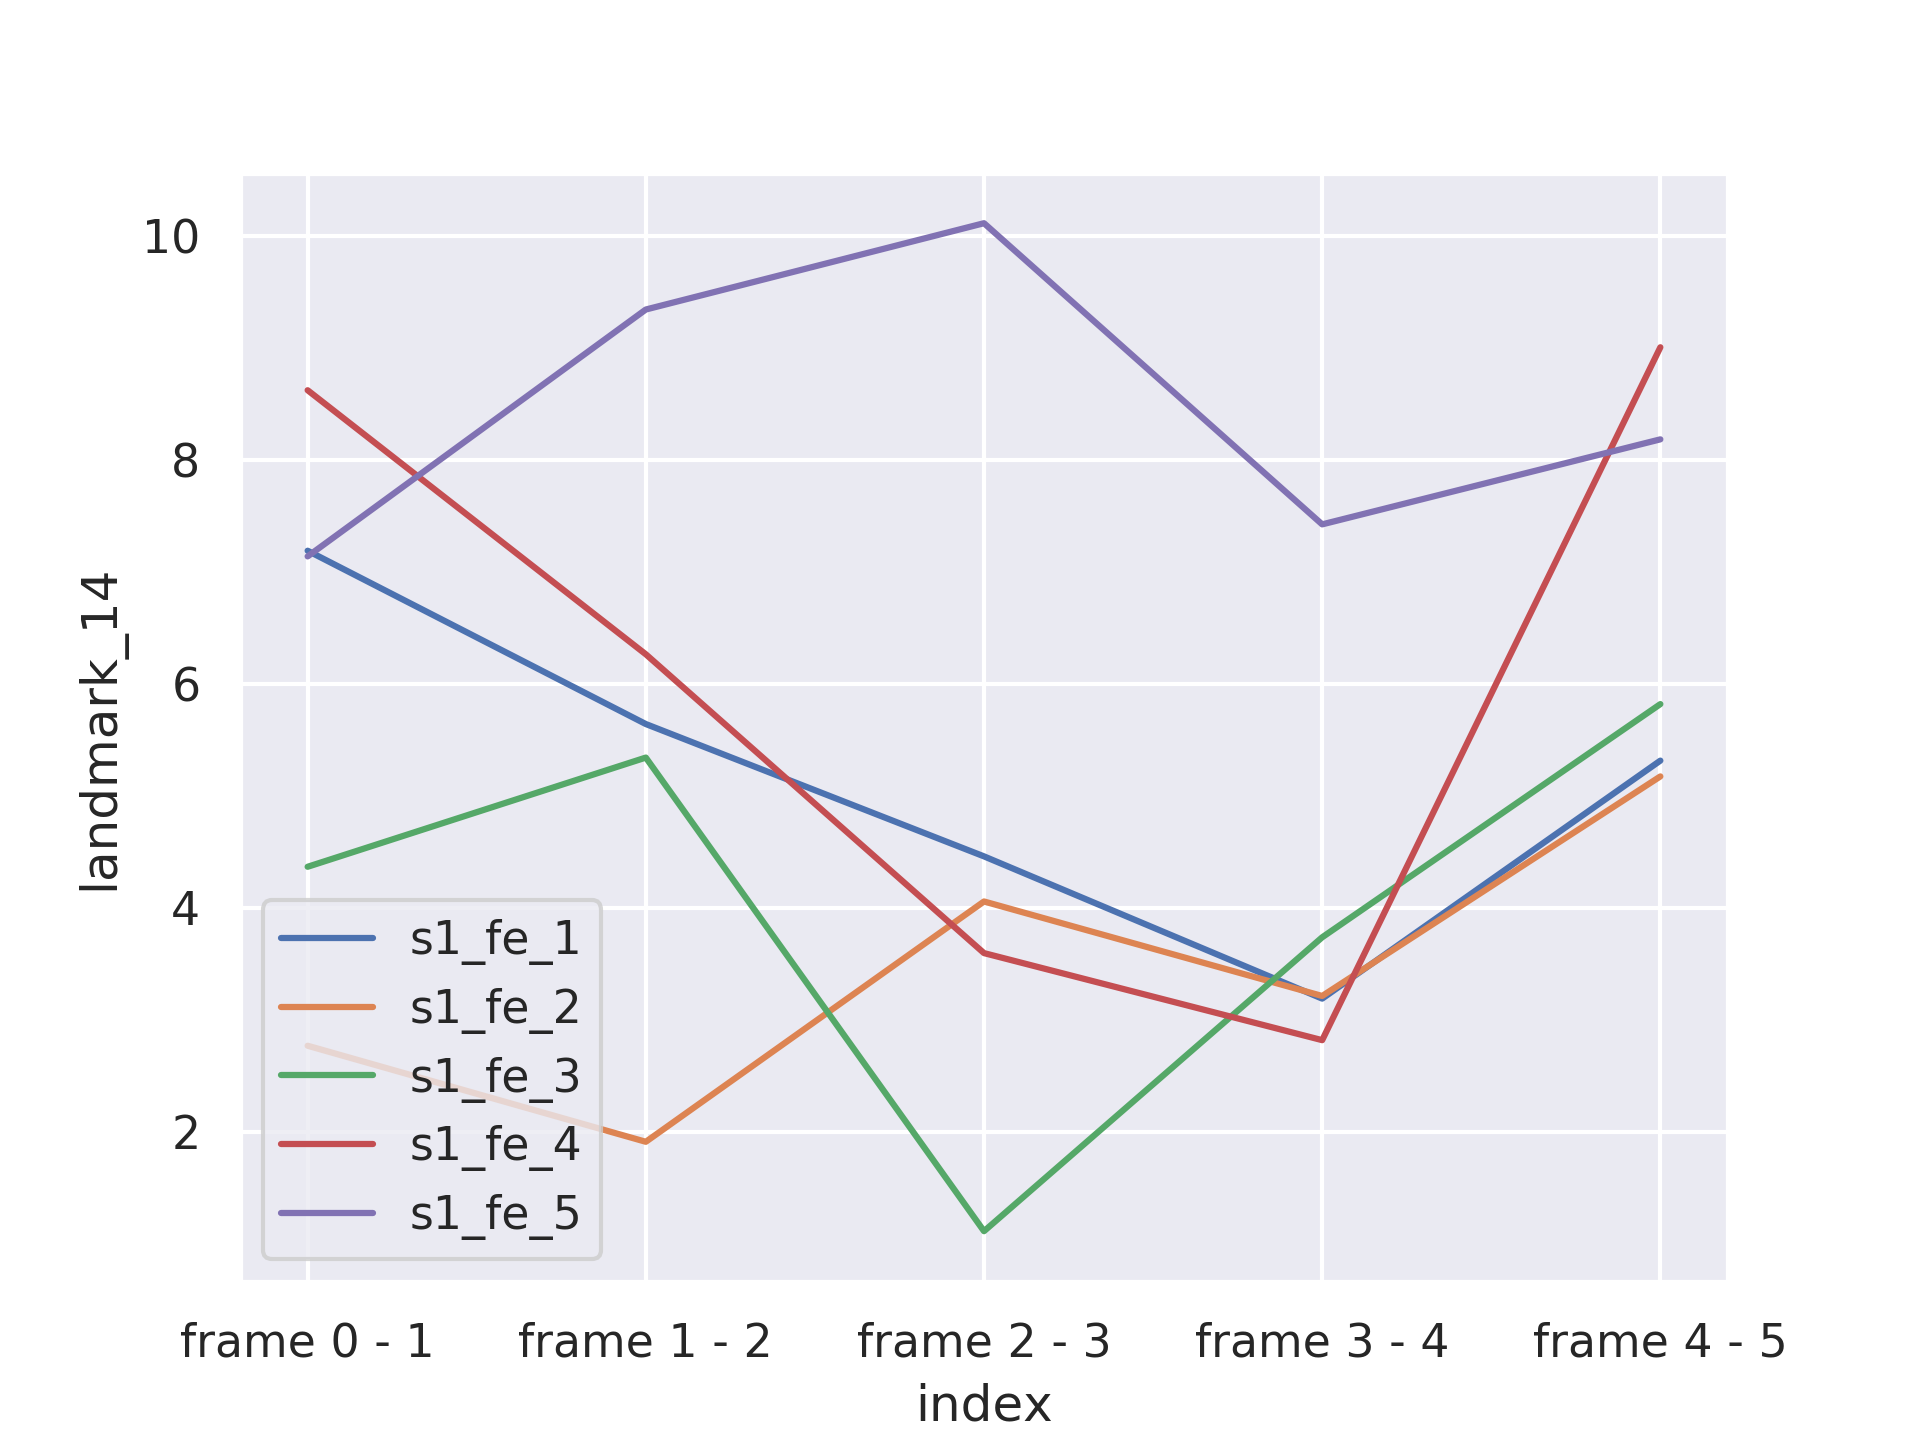 10
8
6
4
2
landmark_14
s1_fe_1
s1_fe_2
s1_fe_3
s1_fe_4
s1_fe_5
frame 0 - 1 frame 1 - 2 frame 2 - 3 frame 3 - 4 frame 4 - 5
index